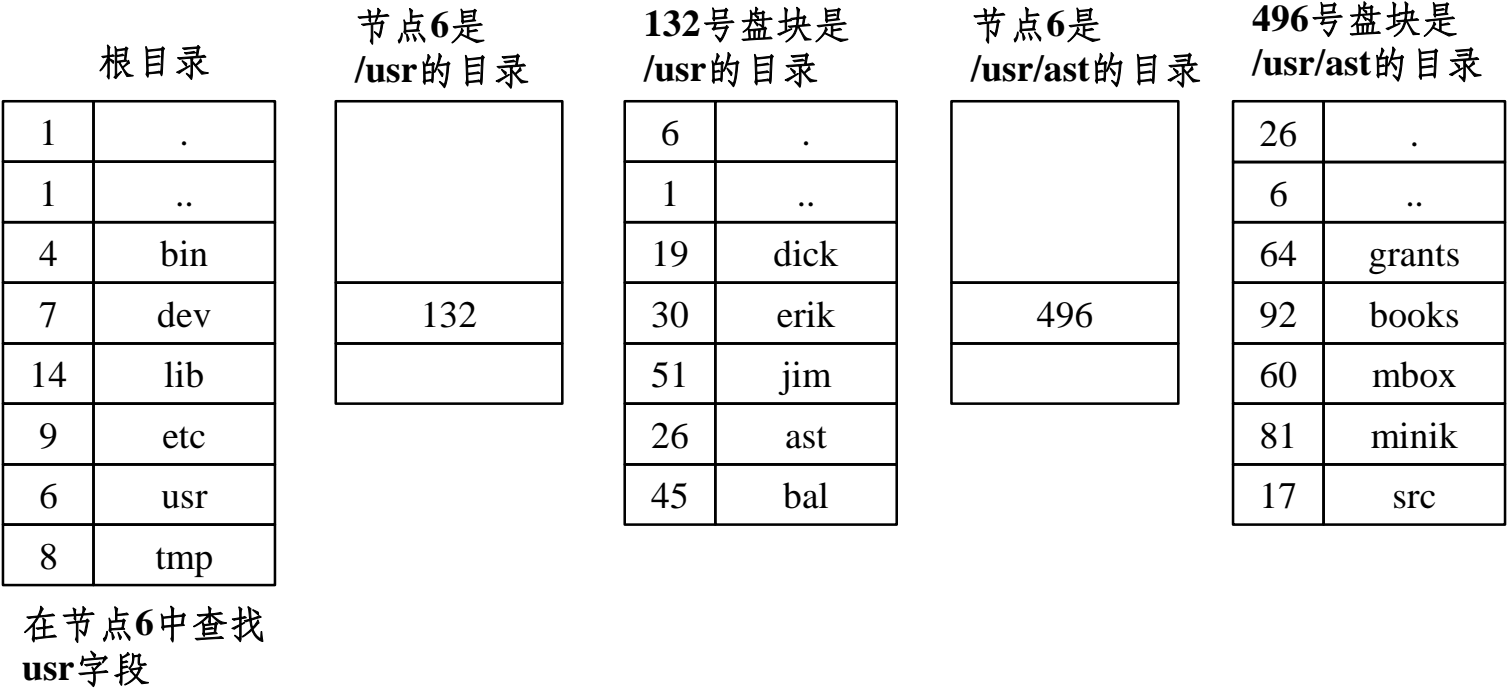 根目录
1 .
1 ..
4 bin
7 dev
14 lib
9 etc
6 usr
8 tmp
在节点6中查找
usr字段
节点6是
/usr的目录
132
132号盘块是
/usr的目录
6 .
1 ..
19 dick
30 erik
51 jim
26 ast
45 bal
节点6是
/usr/ast的目录
496
496号盘块是
/usr/ast的目录
26 .
6 ..
64 grants
92 books
60 mbox
81 minik
17 src